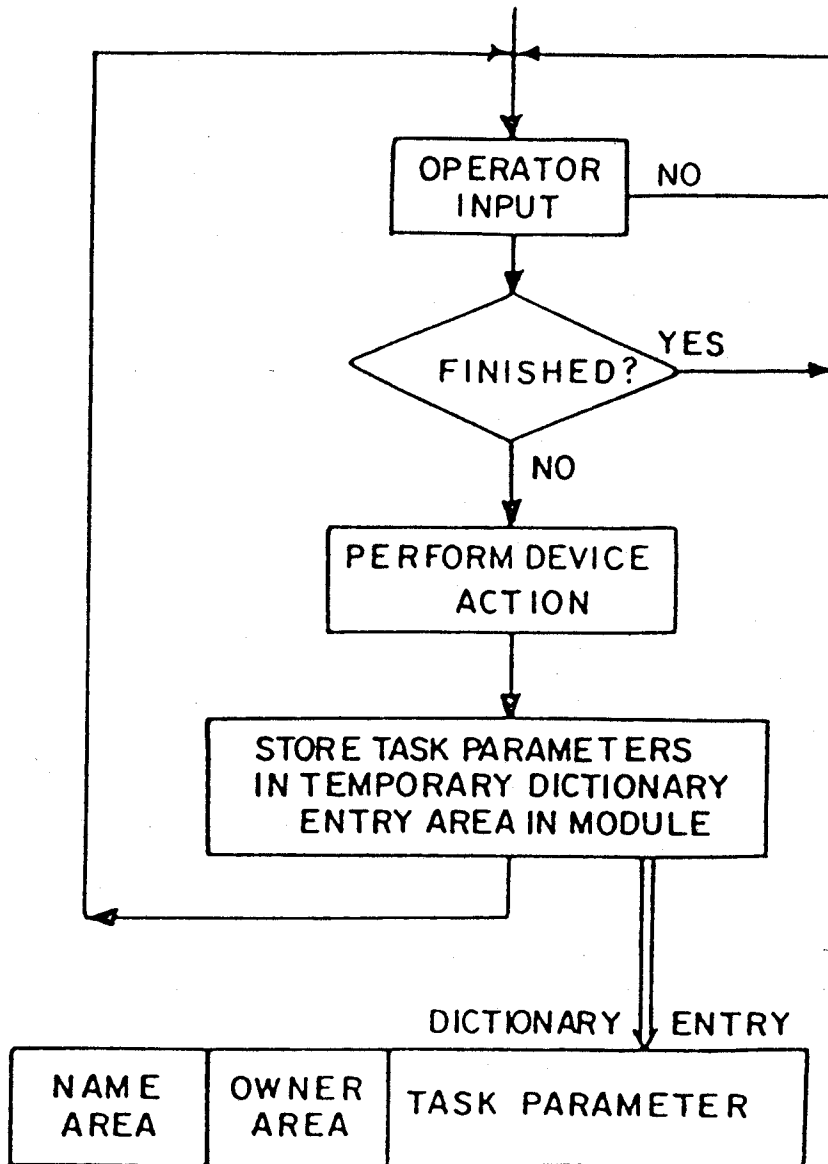 OPERATOR
INPUT
NO
FINISHED?
YES
NO
PERFORM DEVICE
ACTION
STORE TASK PARAMETERS
IN TEMPORARY DICTIONARY
ENTRY AREA IN MODULE
DICTIONARY ENTRY
NAME
AREA
OWNER
AREA
TASK PARAMETER